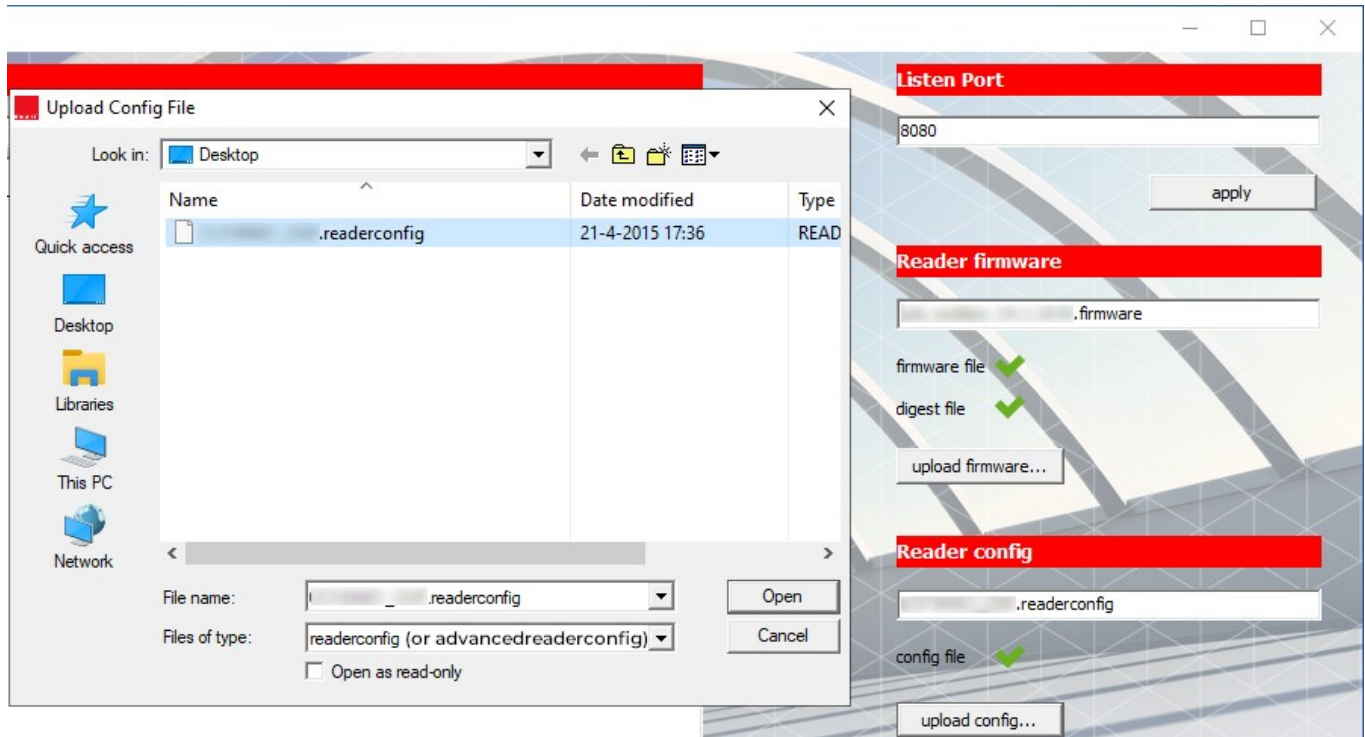 Upload Config File
Look in:
Desktop
Name
Date modified
Type
.readerconfig
21-4-2015 17:36
READ
Quick access
Desktop
Libraries
This PC
Network
File name:
_ .readerconfig
Open
Files of type:
readerconfig (or advancedreaderconfig)
Cancel
Open as read-only
Listen Port
8080
apply
Reader firmware
.firmware
firmware file
digest file
upload firmware...
Reader config
.readerconfig
config file
upload config...